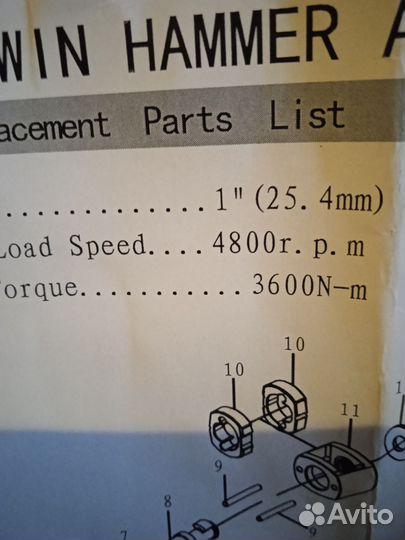 WIN HAMMER A
acement Parts List
.............1"(25.4mm)
Load Speed....4800r.p.m
Torque...........3600N-m
10
10
11
1
9
8
9
7
Avito